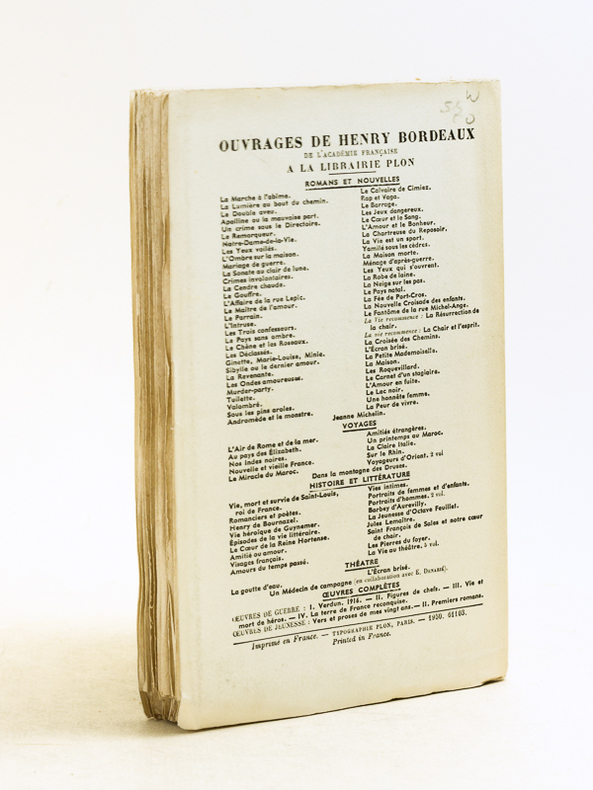 OUVRAGES DE HENRY BORDEAUX
DE L'ACADÉMIE FRANÇAISE
A LA LIBRAIRIE PLON
ROMANS ET NOUVELLES
La Marche à l'abîme.
La Lumière au bout du chemin.
Le Double aveu.
Apolline ou la mauvaise part.
Un crime sous le Directoire.
Le Remorqueur.
Notre-Dame-de-la-Vie.
Les Yeux voilés.
L'Ombre sur la maison.
Mariage de guerre.
La Sonate au clair de lune.
Crimes involontaires.
La Cendre chaude.
Le Gouffre.
L'Affaire de la rue Lepic.
Le Maître de l'amour.
Le Parrain.
L'Intruse.
Les Trois confesseurs.
Le Pays sans ombre.
Le Chêne et les Roseaux.
Les Déclassés.
Ginette, Marie-Louise, Minie.
Sibylle ou le dernier amour.
La Revenante.
Les Ondes amoureuses.
Murder-party.
Tuilette.
Valombré.
Sous les pins aroles.
Andromède et le monstre.
Le Calvaire de Cimiez.
Rap et Vaga.
Le Barrage.
Les Jeux dangereux.
Le Cœur et le Sang.
L'Amour et le Bonheur.
La Chartreuse du Reposoir.
La Vie est un sport.
Yamilé sous les cèdres.
La Maison morte.
Ménage d'après-guerre.
Les Yeux qui s'ouvrent.
La Robe de laine.
La Neige sur les pas.
Le Pays natal.
La Fée de Port-Cros.
La Nouvelle Croisade des enfants.
Le Fantôme de la rue Michel-Ange.
La Vie recommence : La Résurrection de
la chair.
La vie recommence : La Chair et l'esprit.
La Croisée des Chemins.
L'Écran brisé.
La Petite Mademoiselle.
La Maison.
Les Roquevillard.
Le Carnet d'un stagiaire.
L'Amour en fuite.
Le Lac noir.
Une honnête femme.
La Peur de vivre.
Jeanne Michelin.
VOYAGES
L'Air de Rome et de la mer.
Au pays des Élizabeth.
Nos Indes noires.
Nouvelle et vieille France.
Le Miracle du Maroc.
Amitiés étrangères.
Un printemps au Maroc.
La Claire Italie.
Sur le Rhin.
Voyageurs d'Orient. 2 vol
Dans la montagne des Druses.
HISTOIRE ET LITTÉRATURE
Vie, mort et survie de Saint-Louis,
roi de France.
Romanciers et poètes.
Henry de Bournazel.
Vie héroïque de Guynemer.
Épisodes de la vie littéraire.
Le Cœur de la Reine Hortense.
Amitié ou amour.
Visages français.
Amours du temps passé.
Vies intimes.
Portraits de femmes et d'enfants.
Portraits d'hommes. 2 vol.
Barbey d'Aurevilly.
La Jeunesse d'Octave Feuillet.
Jules Lemaître.
Saint François de Sales et notre cœur
de chair.
Les Pierres du foyer.
La Vie au théâtre. 5 vol.
THÉÂTRE
La goutte d'eau.
L'Écran brisé.
Un Médecin de campagne (en collaboration avec E. Denarié).
ŒUVRES COMPLÈTES
ŒUVRES DE GUERRE : I. Verdun. 1916. — II. Figures de chefs. — III. Vie et
mort de héros. — IV. La terre de France reconquise.
ŒUVRES DE JEUNESSE : Vers et proses de mes vingt ans. — II. Premiers romans.
Imprimé en France. — TYPOGRAPHIE PLON, PARIS. — 1950. 61103.
Printed in France.